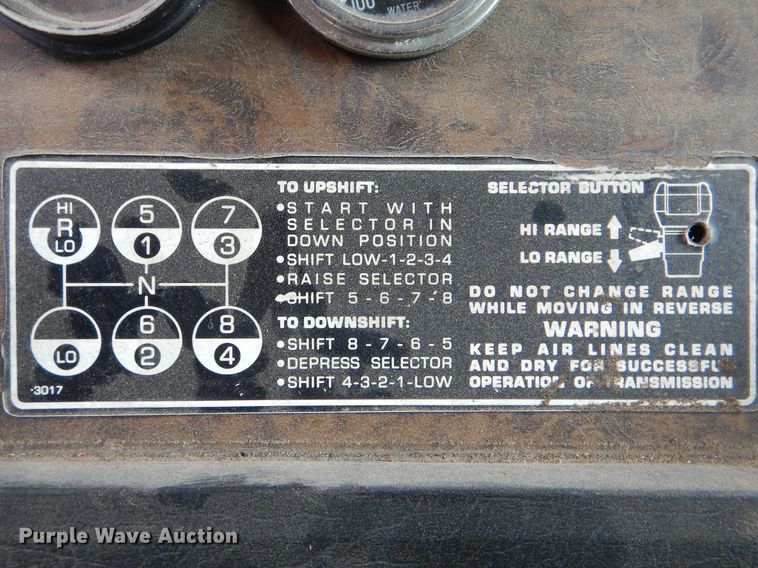 100
WATER
HI
R
LO
5
1
7
3
N
LO
6
2
8
4
·3017
TO UPSHIFT:
•START WITH
SELECTOR IN
DOWN POSITION
•SHIFT LOW-1-2-3-4
•RAISE SELECTOR
•SHIFT 5-6-7-8
TO DOWNSHIFT:
•SHIFT 8-7-6-5
•DEPRESS SELECTOR
•SHIFT 4-3-2-1-LOW
SELECTOR BUTTON
HI RANGE
LO RANGE
DO NOT CHANGE RANGE
WHILE MOVING IN REVERSE
WARNING
KEEP AIR LINES CLEAN
AND DRY FOR SUCCESSFL
OPERATION OF TRANSMISSION
Purple Wave Auction